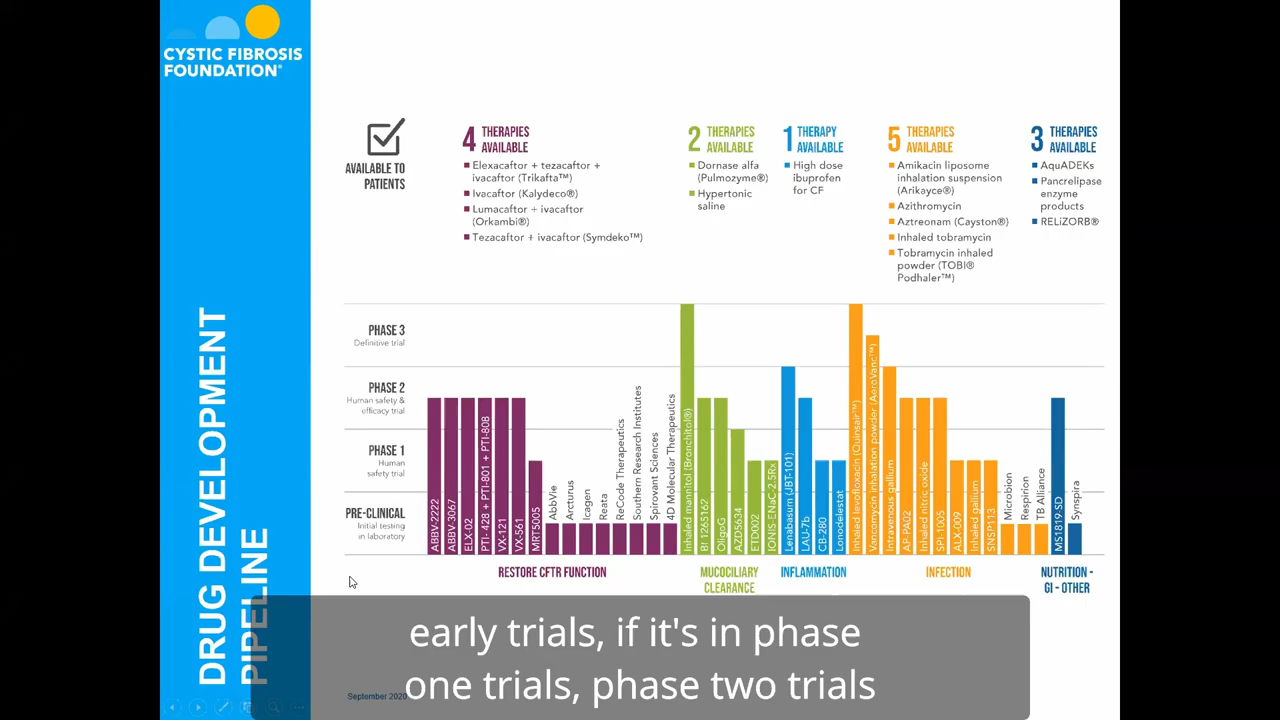 CYSTIC FIBROSIS
FOUNDATION®
DRUG DEVELOPMENT
PIPELINE
AVAILABLE TO
PATIENTS
4 THERAPIES
AVAILABLE
Elexacaftor + tezacaftor +
ivacaftor (Trikafta™)
Ivacaftor (Kalydeco®)
Lumacaftor + ivacaftor
(Orkambi®)
Tezacaftor + ivacaftor (Symdeko™)
2 THERAPIES
AVAILABLE
Dornase alfa
(Pulmozyme®)
Hypertonic
saline
1 THERAPY
AVAILABLE
High dose
ibuprofen
for CF
5 THERAPIES
AVAILABLE
Amikacin liposome
inhalation suspension
(Arikayce®)
Azithromycin
Aztreonam (Cayston®)
Inhaled tobramycin
Tobramycin inhaled
powder (TOBI®
Podhaler™)
3 THERAPIES
AVAILABLE
AquADEKs
Pancrelipase
enzyme
products
RELiZORB®
PHASE 3
Definitive trial
PHASE 2
Human safety &
efficacy trial
PHASE 1
Human
safety trial
PRE-CLINICAL
Initial testing
in laboratory
ABBV-2222
ABBV-3067
ELX-02
PTI- 428 + PTI-801 + PTI-808
VX-121
VX-561
MRT5005
AbbVie
Arcturus
Icagen
Reata
ReCode Therapeutics
Southern Research Institutes
Spirovant Sciences
4D Molecular Therapeutics
Inhaled mannitol (Bronchitol®)
BI 1265162
OligoG
AZD5634
ETD002
IONIS-ENaC-2.5Rx
Lenabasum (JBT-101)
LAU-7b
CB-280
Lonodelestat
Inhaled levofloxacin (Quinsair™)
Vancomycin inhalation powder (AeroVanc™)
Intravenous gallium
AP-PA02
Inhaled nitric oxide
SPI-1005
ALX-009
Inhaled gallium
SNSP113
Microbion
Respirion
TB Alliance
MS1819-SD
Synspira
RESTORE CFTR FUNCTION
MUCOCILIARY
CLEARANCE
INFLAMMATION
INFECTION
NUTRITION -
GI - OTHER
early trials, if it's in phase
one trials, phase two trials
September 2020